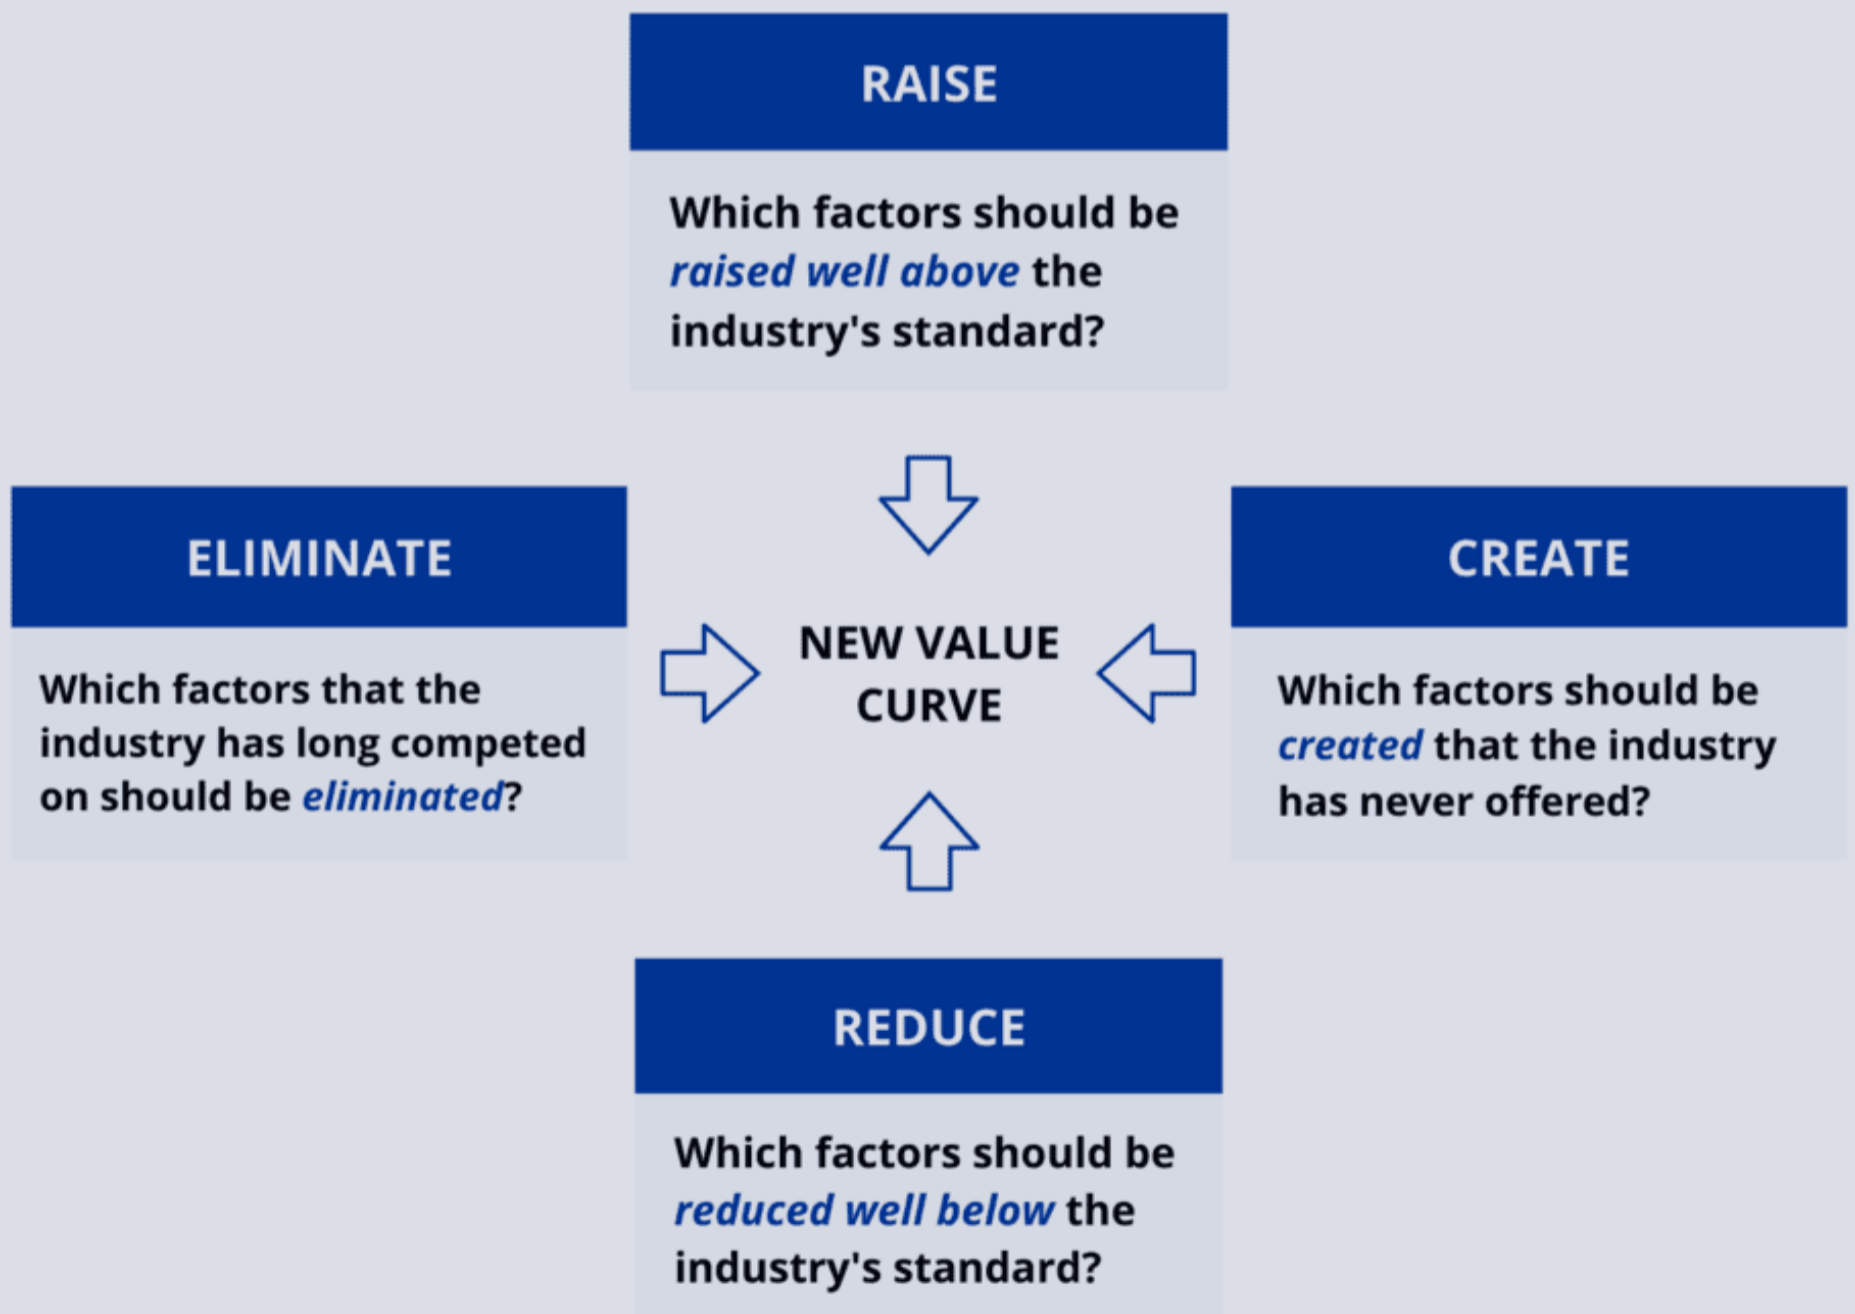 RAISE
Which factors should be
raised well above the
industry's standard?
ELIMINATE
Which factors that the
industry has long competed
on should be eliminated?
NEW VALUE
CURVE
CREATE
Which factors should be
created that the industry
has never offered?
REDUCE
Which factors should be
reduced well below the
industry's standard?